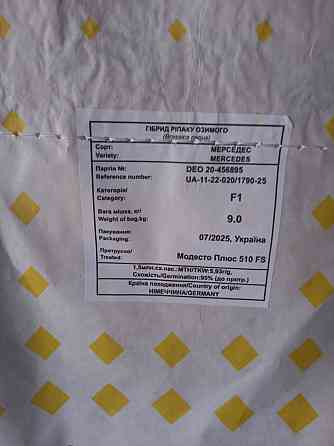 ГІБРИД РІПАКУ ОЗИМОГО
(Brassica napus)
Сорт: МЕРСЕДЕС
Variety: MERCEDES
Партія №: DEO 20-456895
Reference number: UA-11-22-020/1790-25
Категорія/
Category: F1
Вага мішка, кг/
Weight of bag/kg: 9.0
Пакування:
Packaging: 07/2025, Україна
Протруєно/
Treated: Модесто Плюс 510 FS
1,5млн.сх.нас.:МТН/TKW:5,93/g,
Схожість/Germination:95% (до протр.)
Країна походження/Country of origin:
НІМЕЧЧИНА/GERMANY